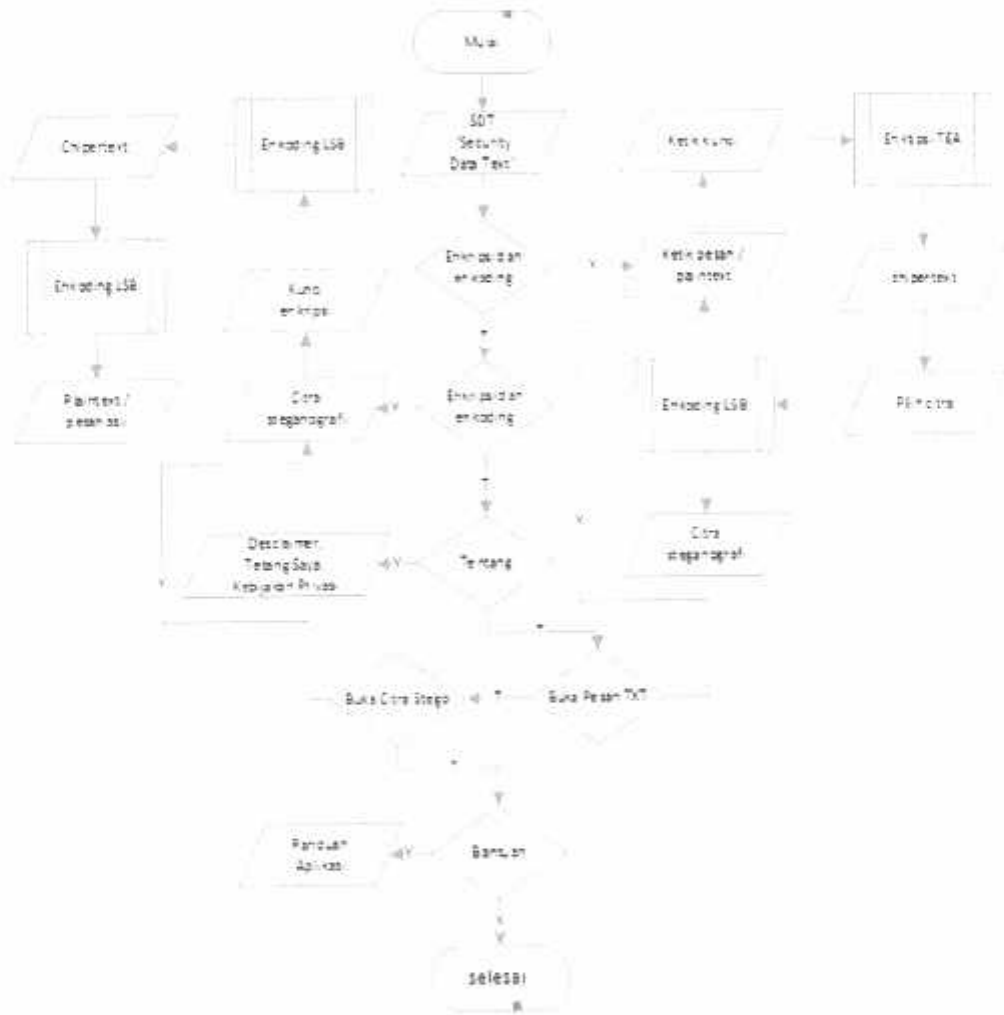 Mulai
Chipertext
Enkoding LSB
SDT
"Security
Data Text"
Ketik kunci
Enkripsi TEA
Enkoding LSB
Kunci
enkripsi
Enkripsi dan
enkoding
Y
Ketik pesan /
plaintext
chipertext
T
Plaintext /
pesan asli
Citra
steganografi
Y
Enkripsi dan
enkoding
Enkoding LSB
Pilih citra
T
Y
Desclaimer
Tetang Saya
Kebijakan Privasi
Y
Tentang
Citra
steganografi
Y
T
Buka Citra Stego
T
Buka Pesan TXT
T
Panduan
Aplikasi
Y
Bantuan
Y
selesai